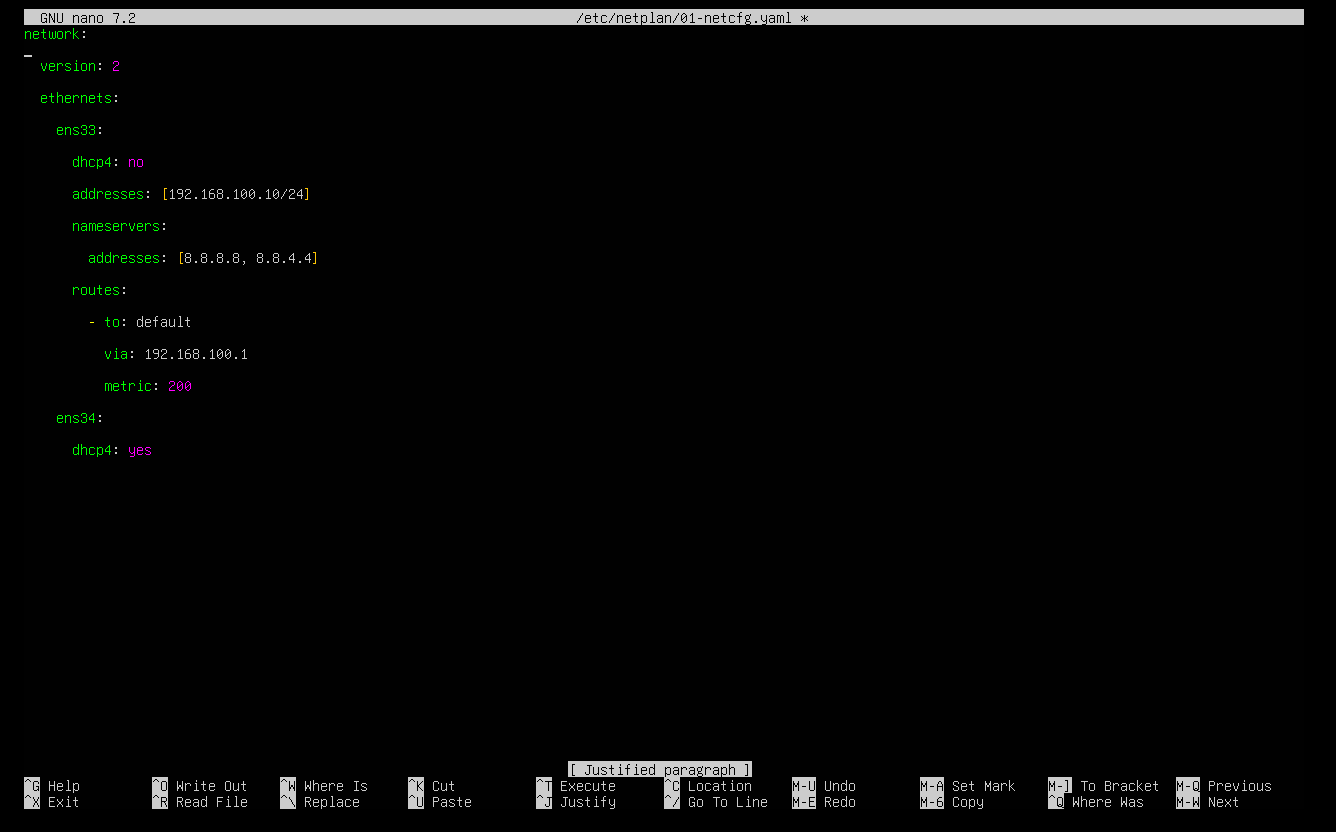 GNU nano 7.2 /etc/netplan/01-netcfg.yaml *
network:
  version: 2
  ethernets:
    ens33:
      dhcp4: no
      addresses: [192.168.100.10/24]
      nameservers:
        addresses: [8.8.8.8, 8.8.4.4]
      routes:
        - to: default
          via: 192.168.100.1
          metric: 200
    ens34:
      dhcp4: yes
[ Justified paragraph ]
^G Help ^O Write Out ^W Where Is ^K Cut ^T Execute ^C Location M-U Undo M-A Set Mark M-] To Bracket M-Q Previous
^X Exit ^R Read File ^\ Replace ^U Paste ^J Justify ^/ Go To Line M-E Redo M-6 Copy ^Q Where Was M-W Next